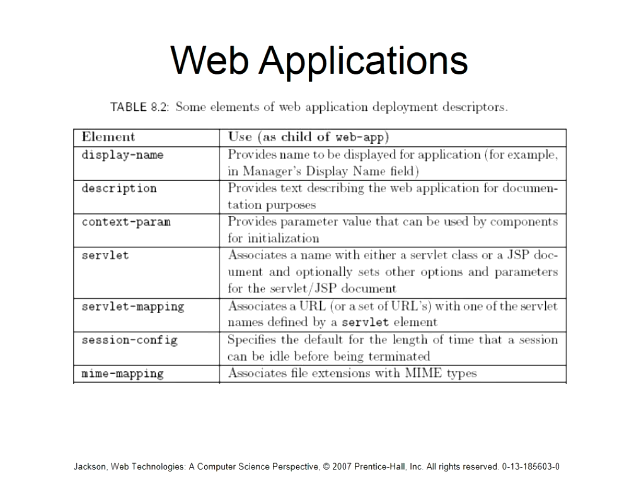 Web Applications
TABLE 8.2: Some elements of web application deployment descriptors.
Element Use (as child of web-app)
display-name Provides name to be displayed for application (for example,
in Manager's Display Name field)
description Provides text describing the web application for documen-
tation purposes
context-param Provides parameter value that can be used by components
for initialization
servlet Associates a name with either a servlet class or a JSP doc-
ument and optionally sets other options and parameters
for the servlet/JSP document
servlet-mapping Associates a URL (or a set of URL's) with one of the servlet
names defined by a servlet element
session-config Specifies the default for the length of time that a session
can be idle before being terminated
mime-mapping Associates file extensions with MIME types
Jackson, Web Technologies: A Computer Science Perspective, © 2007 Prentice-Hall, Inc. All rights reserved. 0-13-185603-0